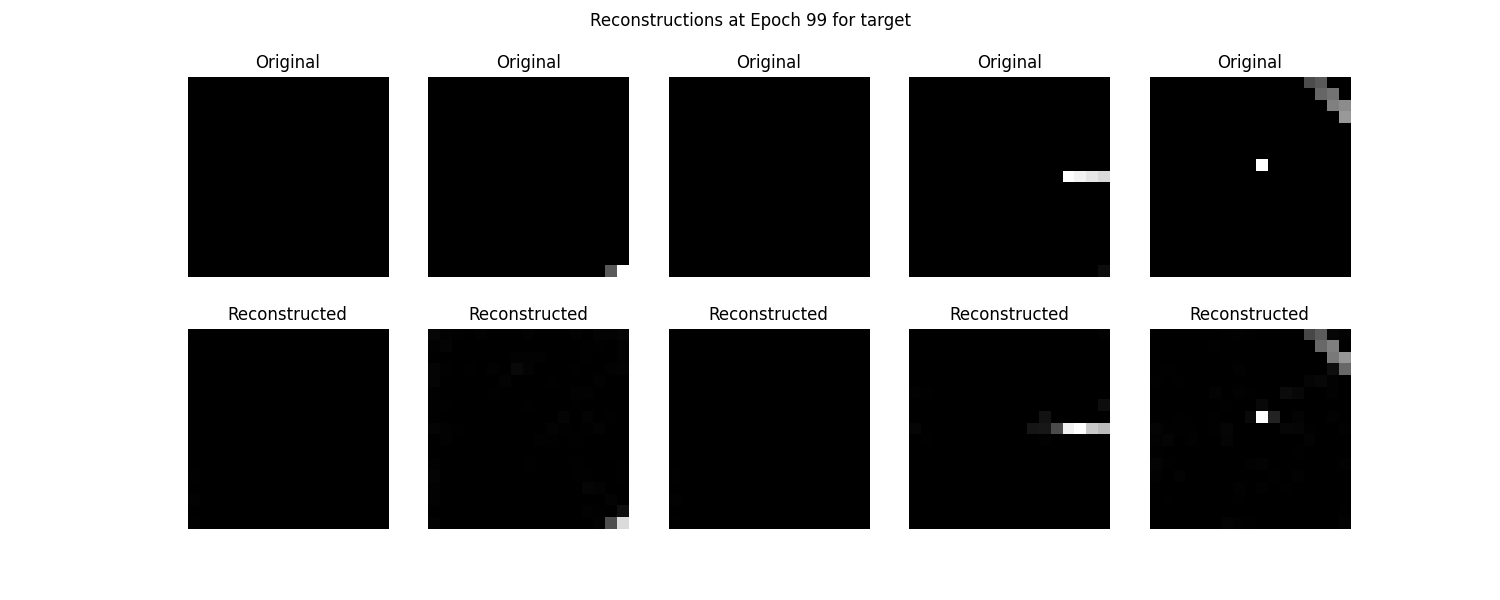 Reconstructions at Epoch 99 for target
Original Original Original Original Original
Reconstructed Reconstructed Reconstructed Reconstructed Reconstructed